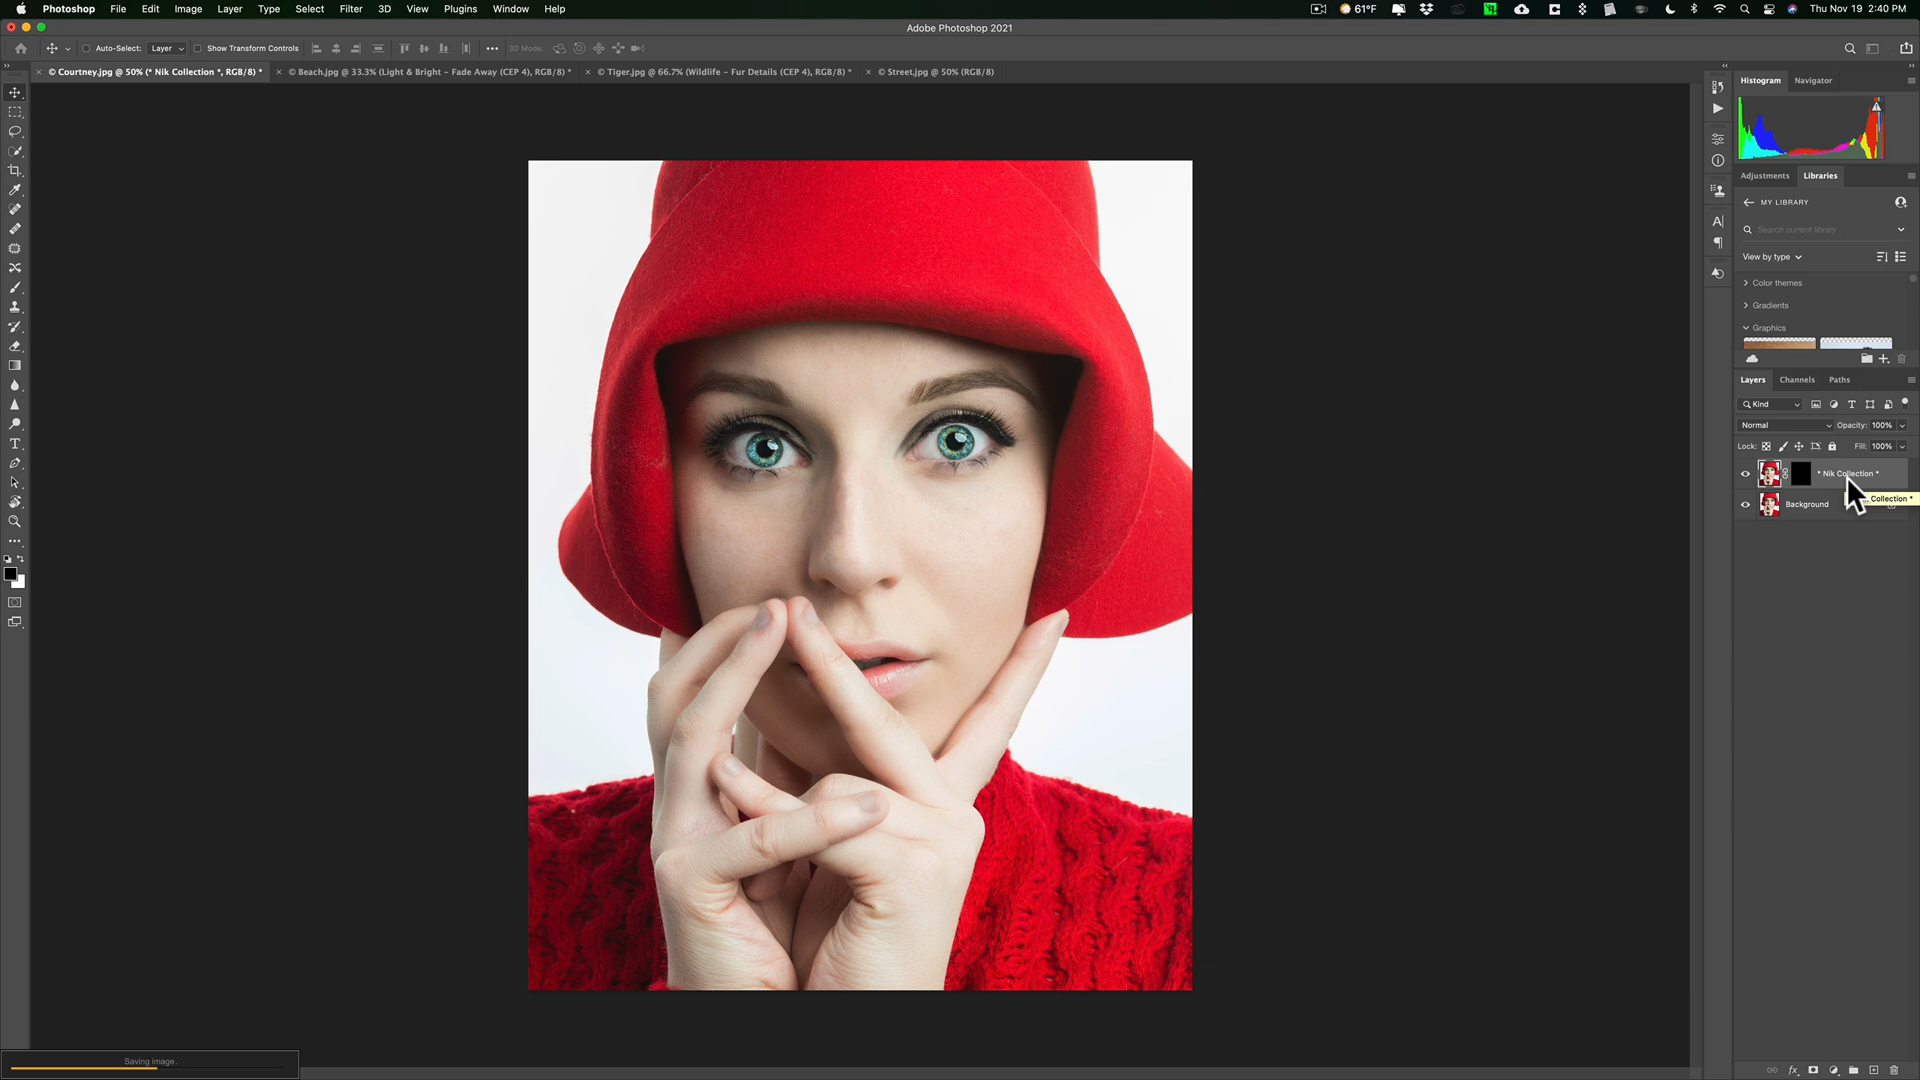 Photoshop File Edit Image Layer Type Select Filter 3D View Plugins Window Help 61°F Thu Nov 19 2:40 PM
Adobe Photoshop 2021
Auto-Select: Layer Show Transform Controls 3D Mode:
© Courtney.jpg @ 50% (* Nik Collection *, RGB/8) * © Beach.jpg @ 33.3% (Light & Bright – Fade Away (CEP 4), RGB/8) * © Tiger.jpg @ 66.7% (Wildlife – Fur Details (CEP 4), RGB/8) * © Street.jpg @ 50% (RGB/8)
Histogram Navigator
Adjustments Libraries
MY LIBRARY
Search current library
View by type
Color themes
Gradients
Graphics
Layers Channels Paths
Kind
Normal Opacity: 100%
Lock: Fill: 100%
* Nik Collection *
Collection *
Background
Saving image.